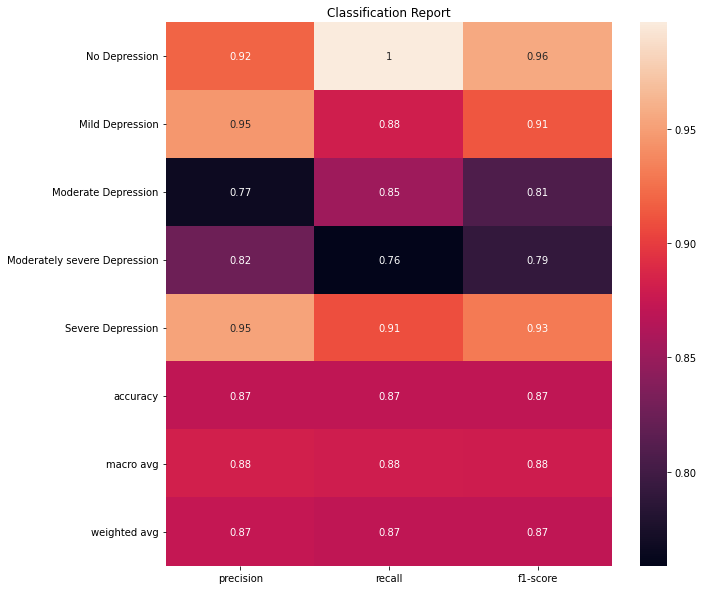 Classification Report
No Depression 0.92 1 0.96
Mild Depression 0.95 0.88 0.91
Moderate Depression 0.77 0.85 0.81
Moderately severe Depression 0.82 0.76 0.79
Severe Depression 0.95 0.91 0.93
accuracy 0.87 0.87 0.87
macro avg 0.88 0.88 0.88
weighted avg 0.87 0.87 0.87
precision recall f1-score
0.95
0.90
0.85
0.80